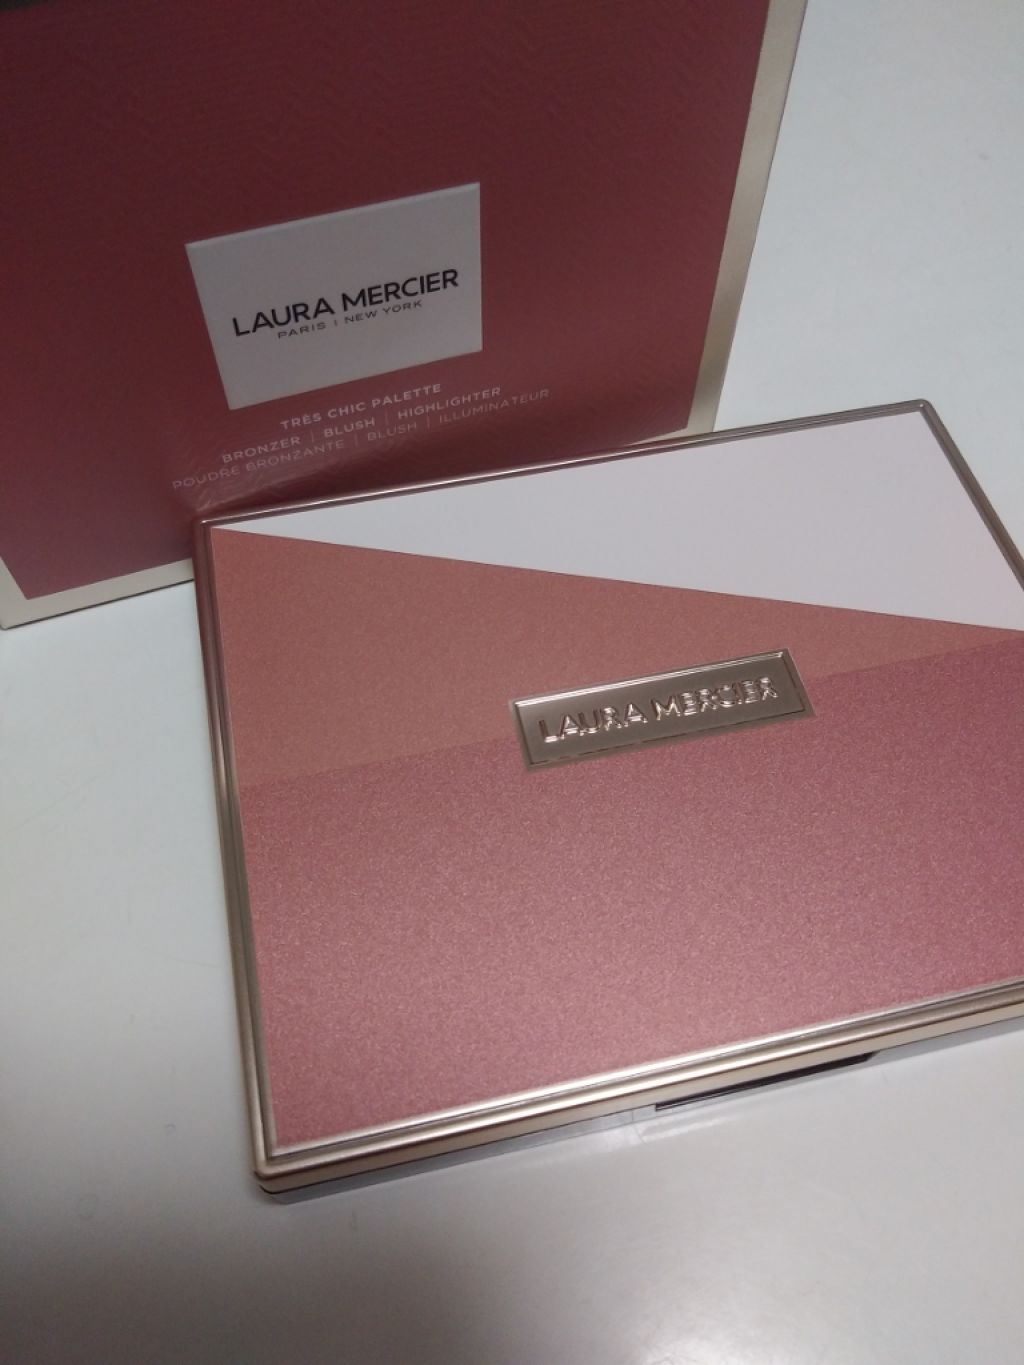 LAURA MERCIER
PARIS | NEW YORK
TRÈS CHIC PALETTE
BRONZER | BLUSH | HIGHLIGHTER
POUDRE BRONZANTE | BLUSH | ILLUMINATEUR
LAURA MERCIER